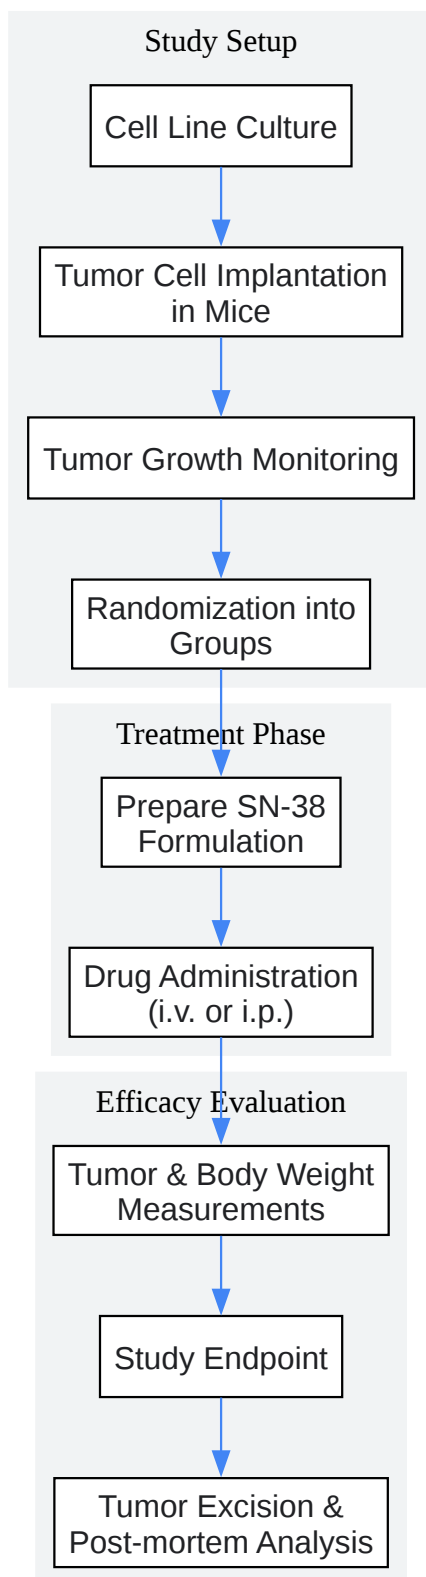 Study Setup
Cell Line Culture
Tumor Cell Implantation
in Mice
Tumor Growth Monitoring
Randomization into
Groups
Treatment Phase
Prepare SN-38
Formulation
Drug Administration
(i.v. or i.p.)
Efficacy Evaluation
Tumor & Body Weight
Measurements
Study Endpoint
Tumor Excision &
Post-mortem Analysis